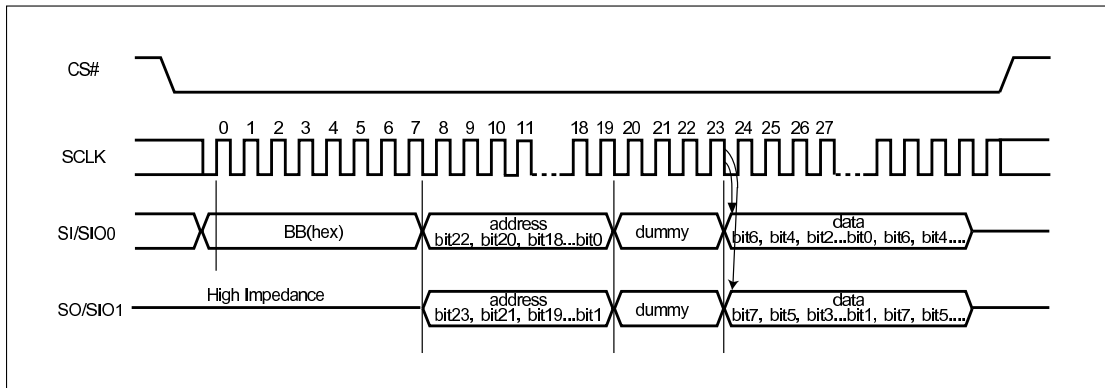 CS#
0 1 2 3 4 5 6 7 8 9 10 11 18 19 20 21 22 23 24 25 26 27
SCLK
SI/SIO0
BB(hex)
address
bit22, bit20, bit18...bit0
dummy
data
bit6, bit4, bit2...bit0, bit6, bit4....
SO/SIO1
High Impedance
address
bit23, bit21, bit19...bit1
dummy
data
bit7, bit5, bit3...bit1, bit7, bit5....